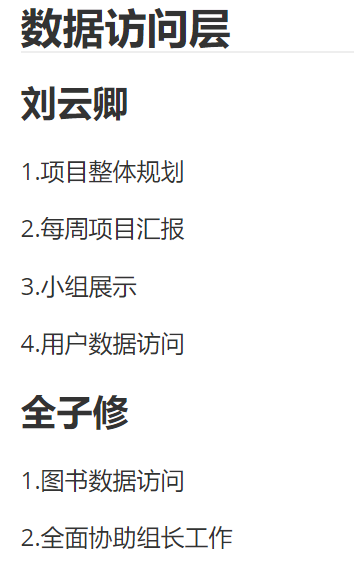 数据访问层
刘云卿
1.项目整体规划
2.每周项目汇报
3.小组展示
4.用户数据访问
全子修
1.图书数据访问
2.全面协助组长工作